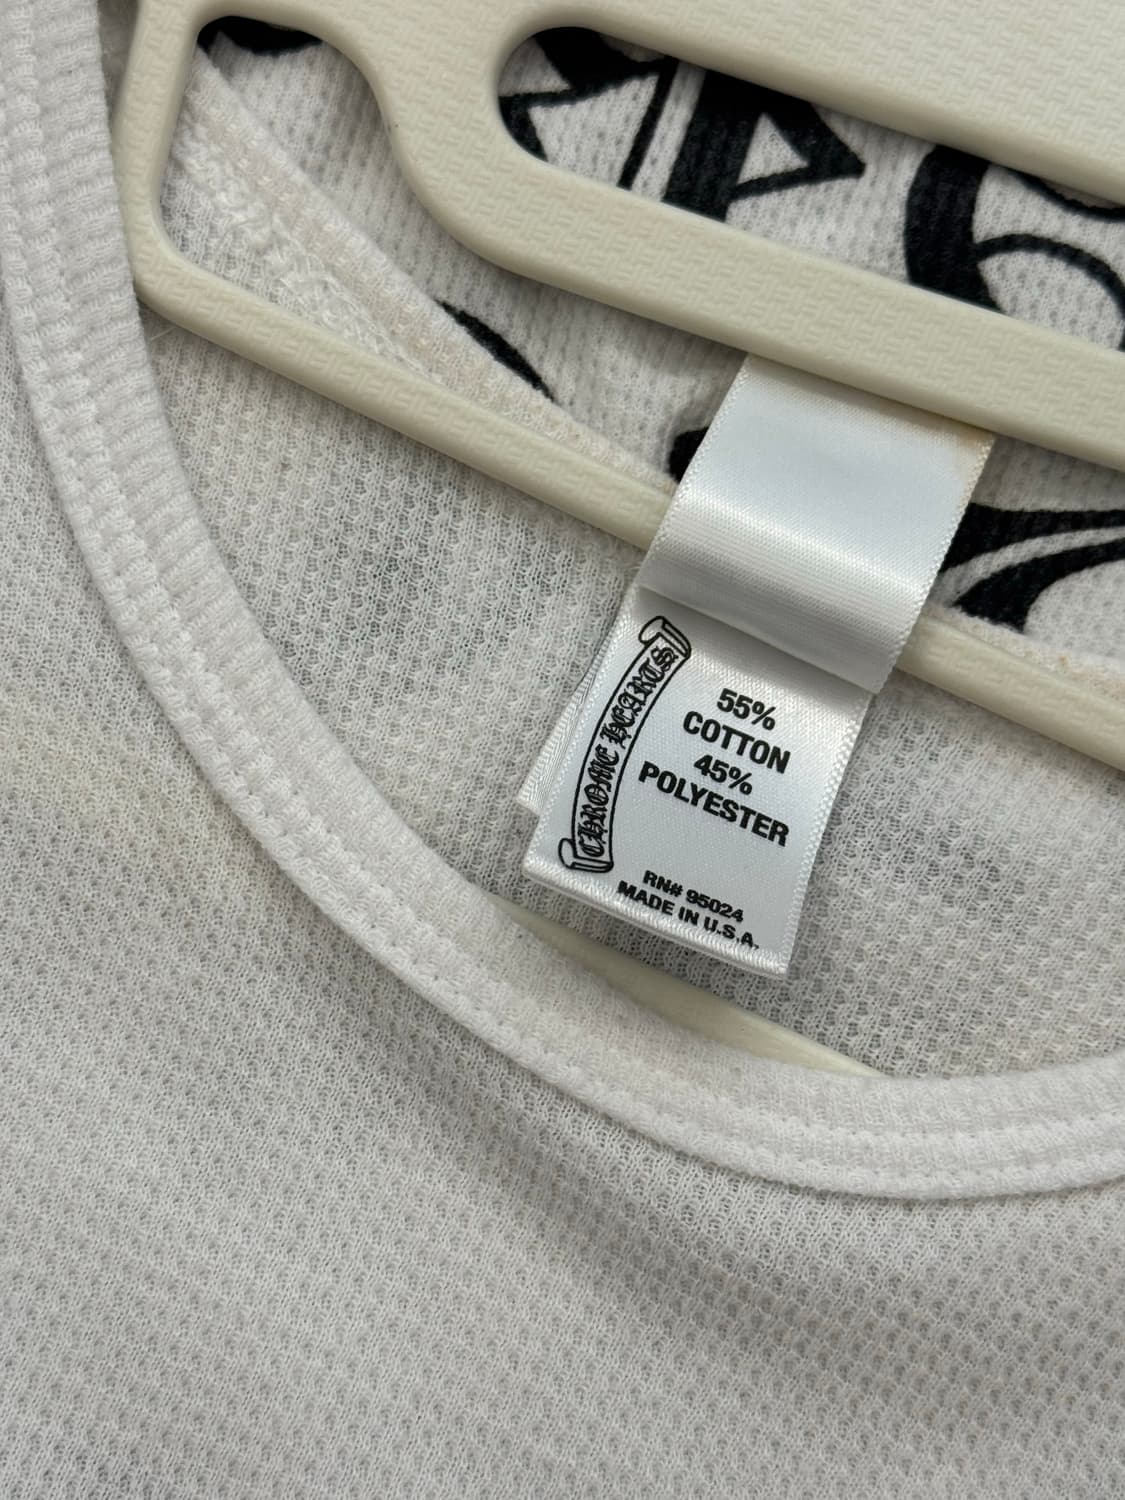 CHROME HEARTS
55%
COTTON
45%
POLYESTER
RN# 95024
MADE IN U.S.A.